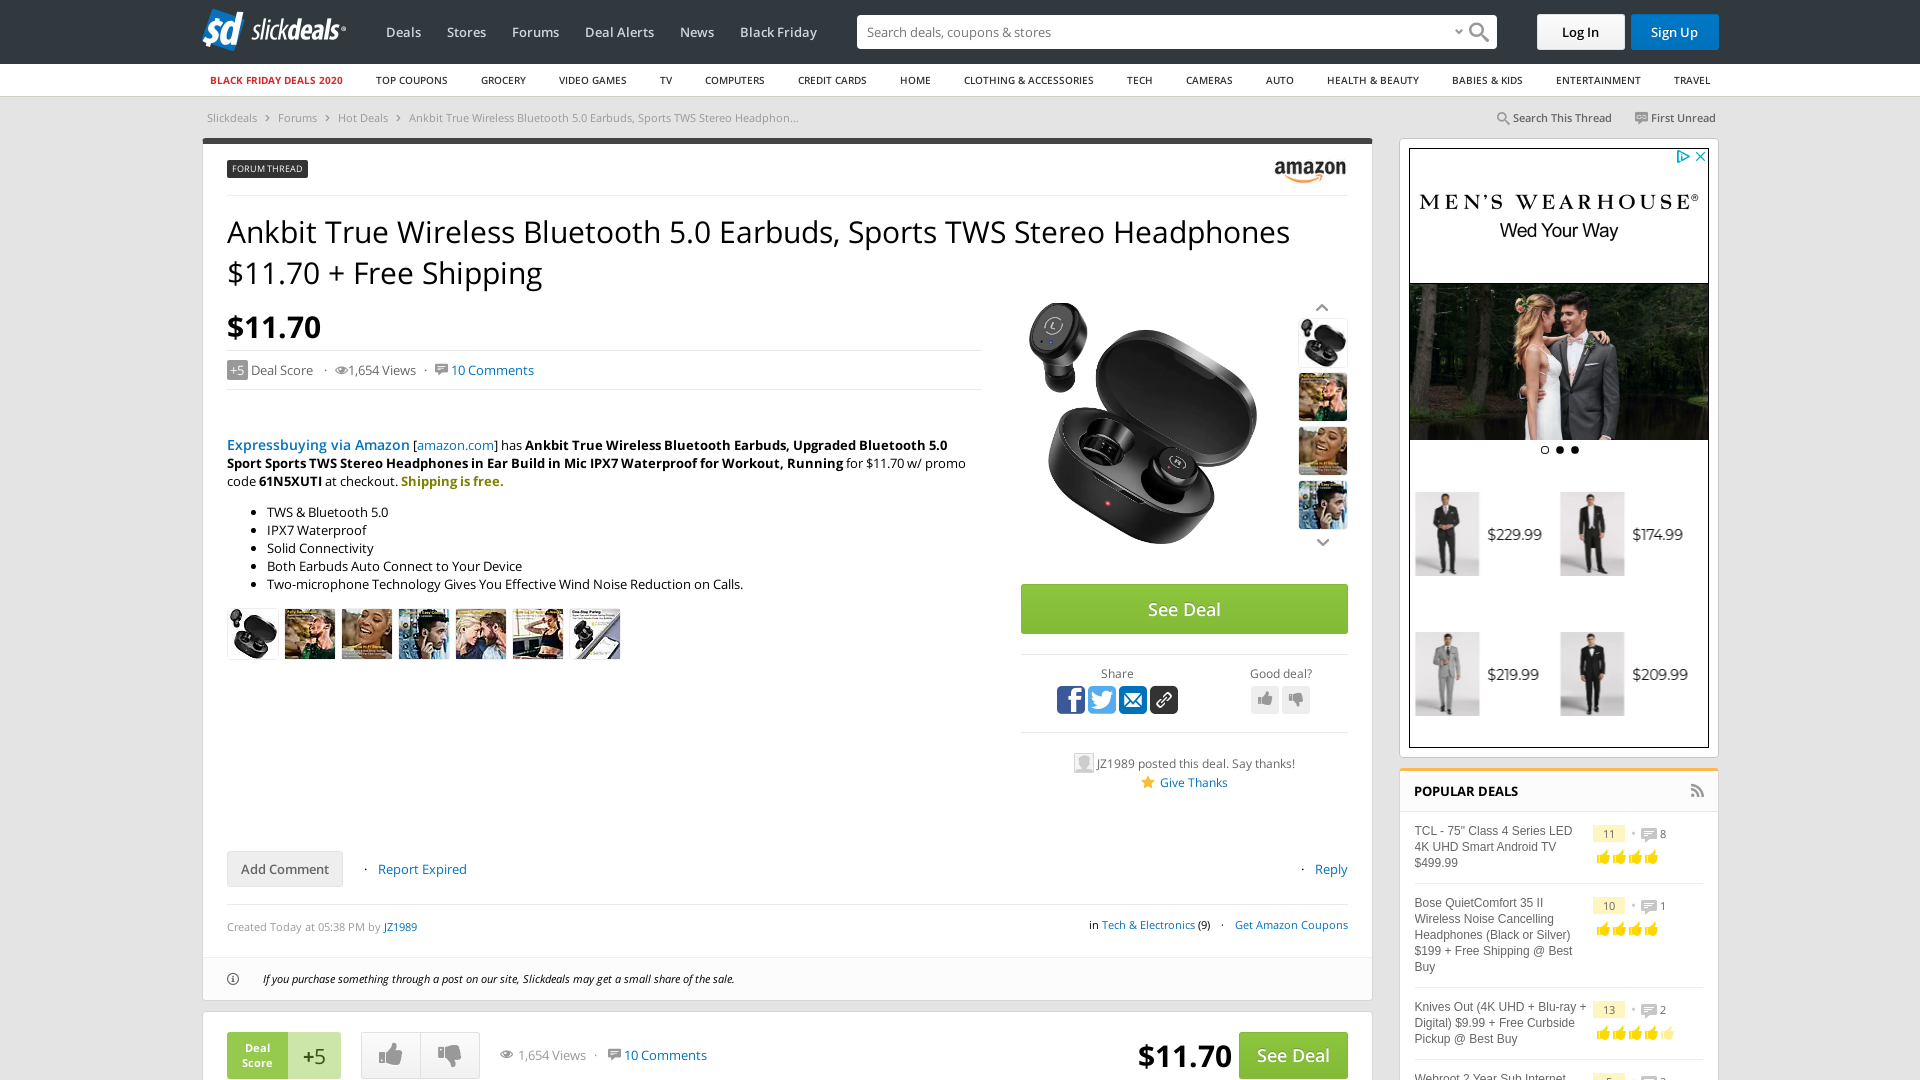 sd slickdeals
Deals Stores Forums Deal Alerts News Black Friday Search deals, coupons & stores Log In Sign Up
BLACK FRIDAY DEALS 2020 TOP COUPONS GROCERY VIDEO GAMES TV COMPUTERS CREDIT CARDS HOME CLOTHING & ACCESSORIES TECH CAMERAS AUTO HEALTH & BEAUTY BABIES & KIDS ENTERTAINMENT TRAVEL
Slickdeals > Forums > Hot Deals > Ankbit True Wireless Bluetooth 5.0 Earbuds, Sports TWS Stereo Headphon...
Search This Thread First Unread
FORUM THREAD
amazon
Ankbit True Wireless Bluetooth 5.0 Earbuds, Sports TWS Stereo Headphones
$11.70 + Free Shipping
$11.70
+5 Deal Score · 1,654 Views · 10 Comments
Expressbuying via Amazon [amazon.com] has Ankbit True Wireless Bluetooth Earbuds, Upgraded Bluetooth 5.0
Sport Sports TWS Stereo Headphones in Ear Build in Mic IPX7 Waterproof for Workout, Running for $11.70 w/ promo
code 61N5XUTI at checkout. Shipping is free.
• TWS & Bluetooth 5.0
• IPX7 Waterproof
• Solid Connectivity
• Both Earbuds Auto Connect to Your Device
• Two-microphone Technology Gives You Effective Wind Noise Reduction on Calls.
See Deal
Share
Good deal?
JZ1989 posted this deal. Say thanks!
Give Thanks
Add Comment · Report Expired
· Reply
Created Today at 05:38 PM by JZ1989
in Tech & Electronics (9) · Get Amazon Coupons
If you purchase something through a post on our site, Slickdeals may get a small share of the sale.
Deal
Score
+5
1,654 Views · 10 Comments
$11.70 See Deal
MEN'S WEARHOUSE®
Wed Your Way
$229.99 $174.99
$219.99 $209.99
POPULAR DEALS
TCL - 75" Class 4 Series LED
4K UHD Smart Android TV
$499.99
11 • 8
Bose QuietComfort 35 II
Wireless Noise Cancelling
Headphones (Black or Silver)
$199 + Free Shipping @ Best
Buy
10 • 1
Knives Out (4K UHD + Blu-ray +
Digital) $9.99 + Free Curbside
Pickup @ Best Buy
13 • 2
Webroot 2 Year Sub Internet